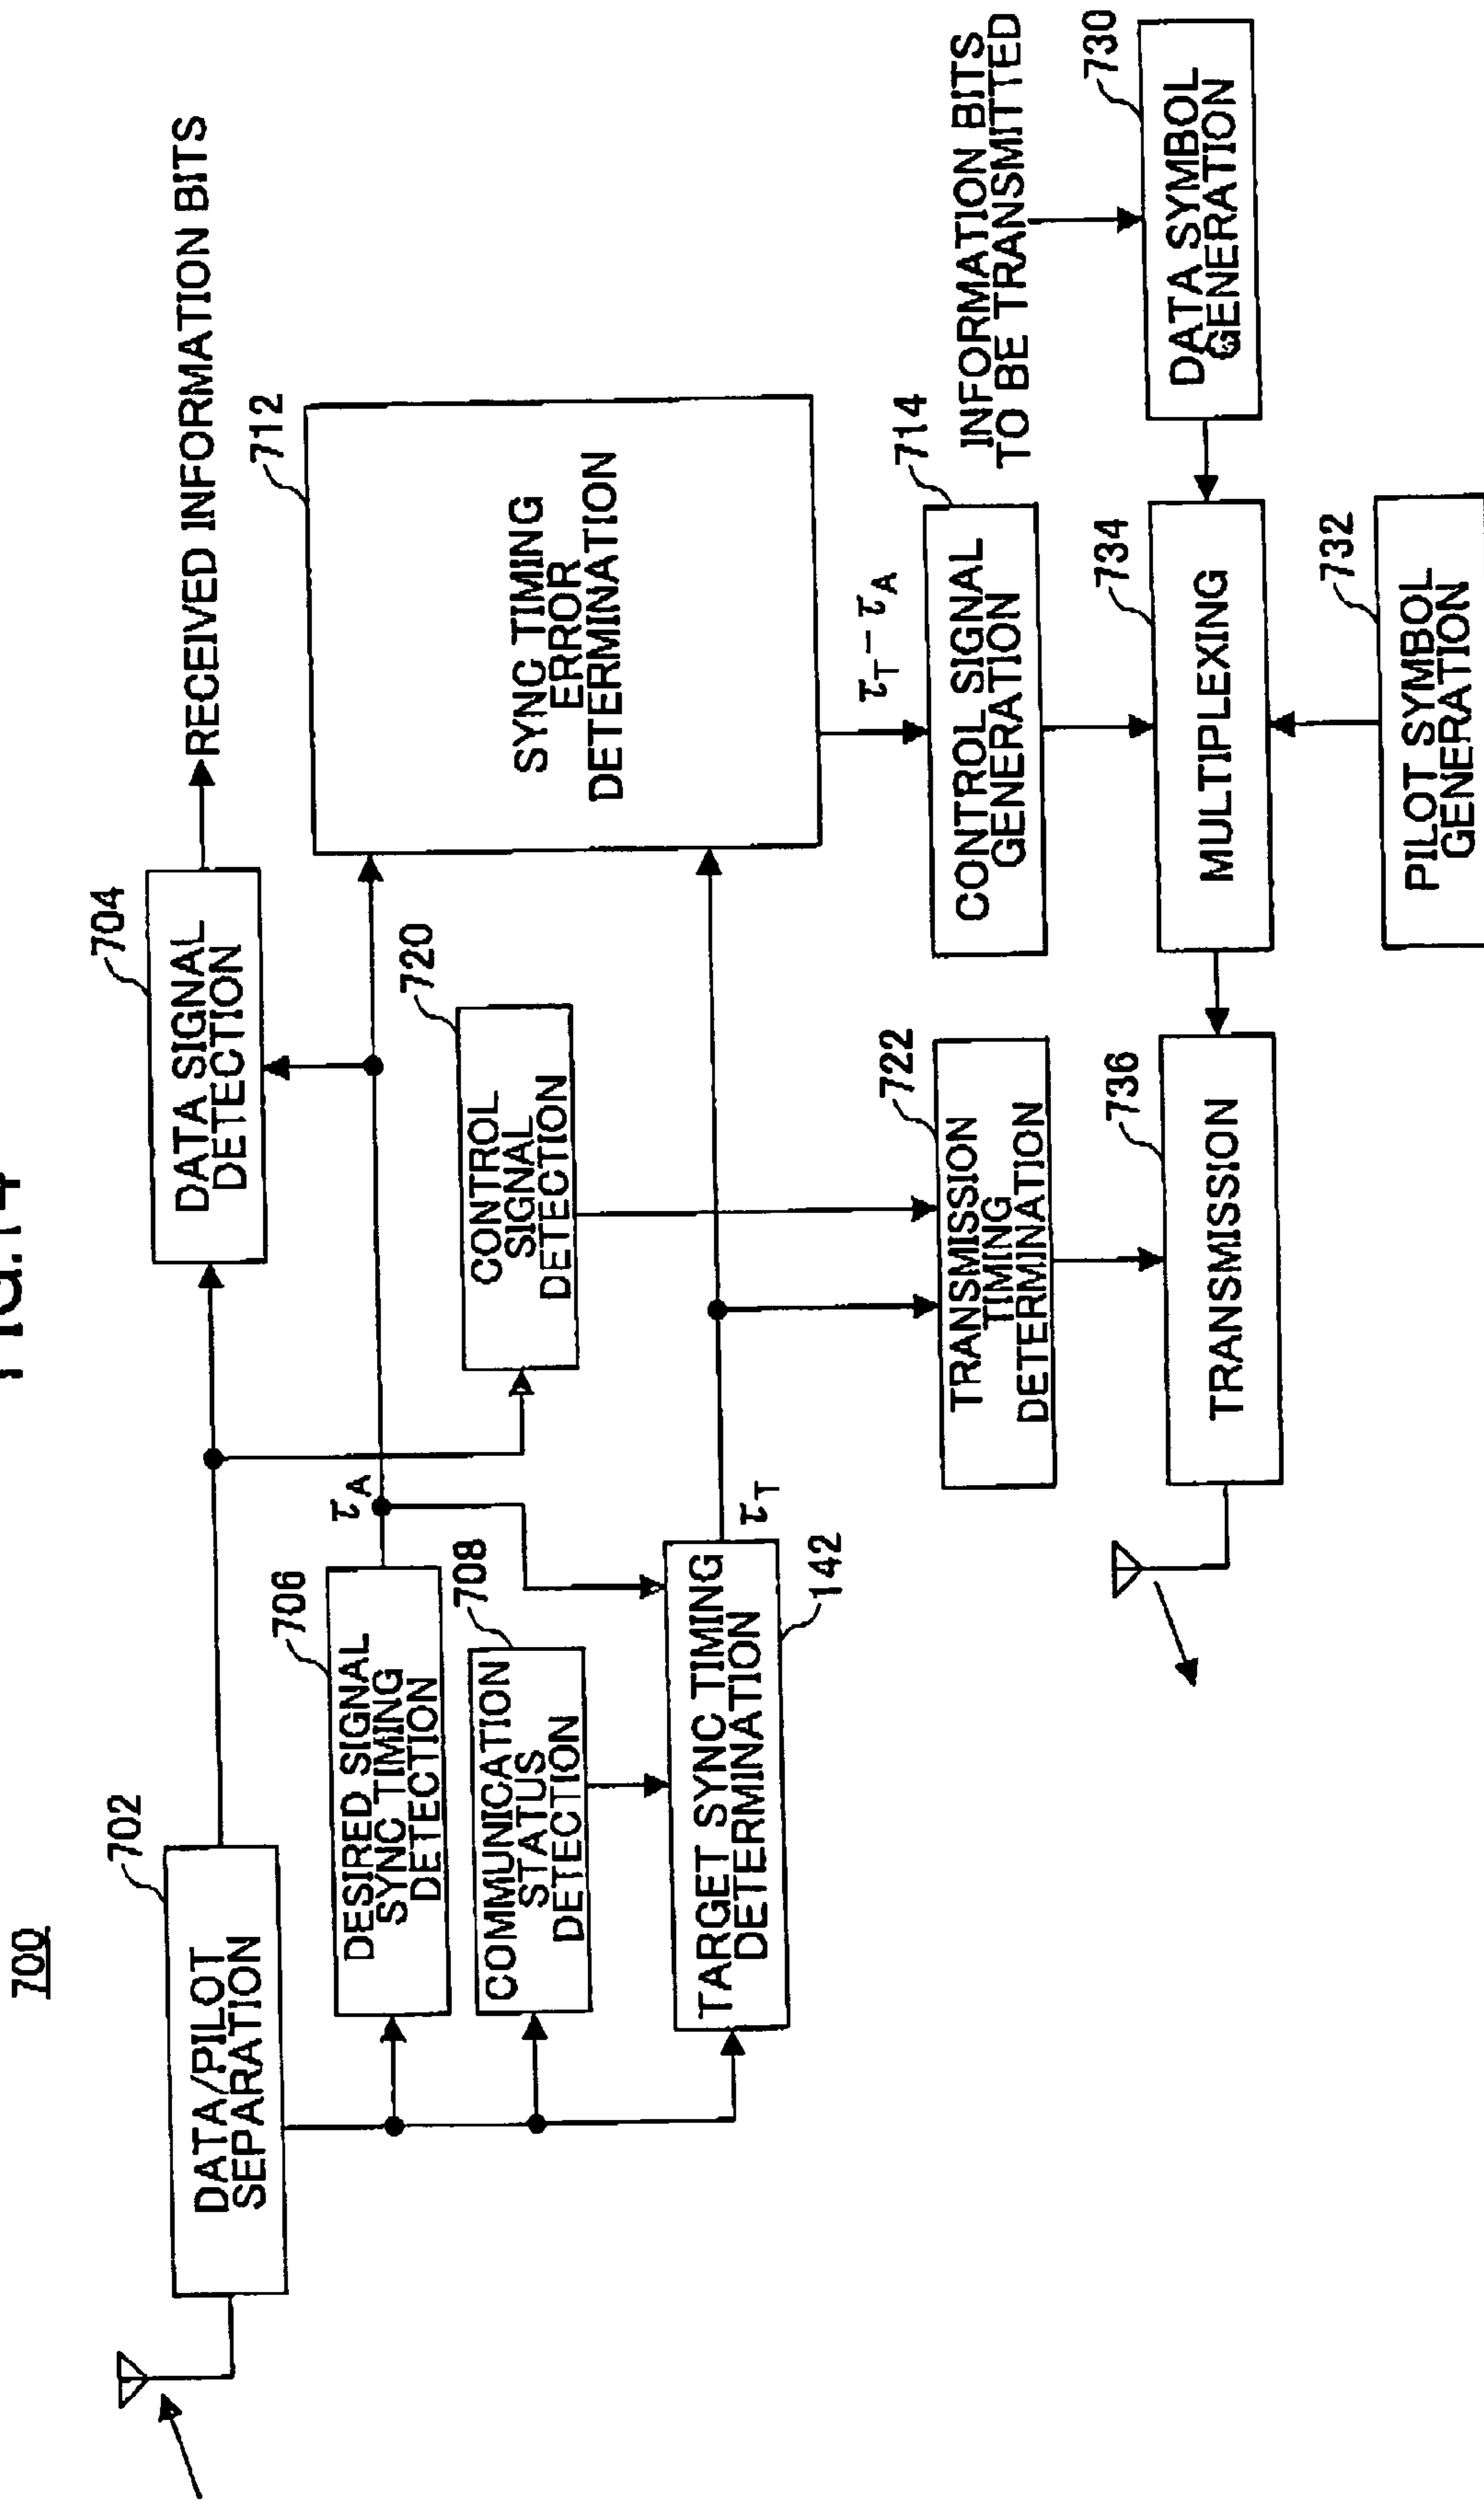 700
702
DATA/PILOT
SEPARATION
704
DATA SIGNAL
DETECTION
RECEIVED INFORMATION BITS
706
DESIRED SIGNAL
SYNC TIMING
DETECTION
τA
712
SYNC TIMING
ERROR
DETERMINATION
708
COMMUNICATION
STATUS
DETECTION
720
CONTROL
SIGNAL
DETECTION
TARGET SYNC TIMING
DETERMINATION
142
τT
τT－τA
722
TRANSMISSION
TIMING
DETERMINATION
714
CONTROL SIGNAL
GENERATION
INFORMATION BITS
TO BE TRANSMITTED
736
TRANSMISSION
734
MULTIPLEXING
730
DATA SYMBOL
GENERATION
732
PILOT SYMBOL
GENERATION